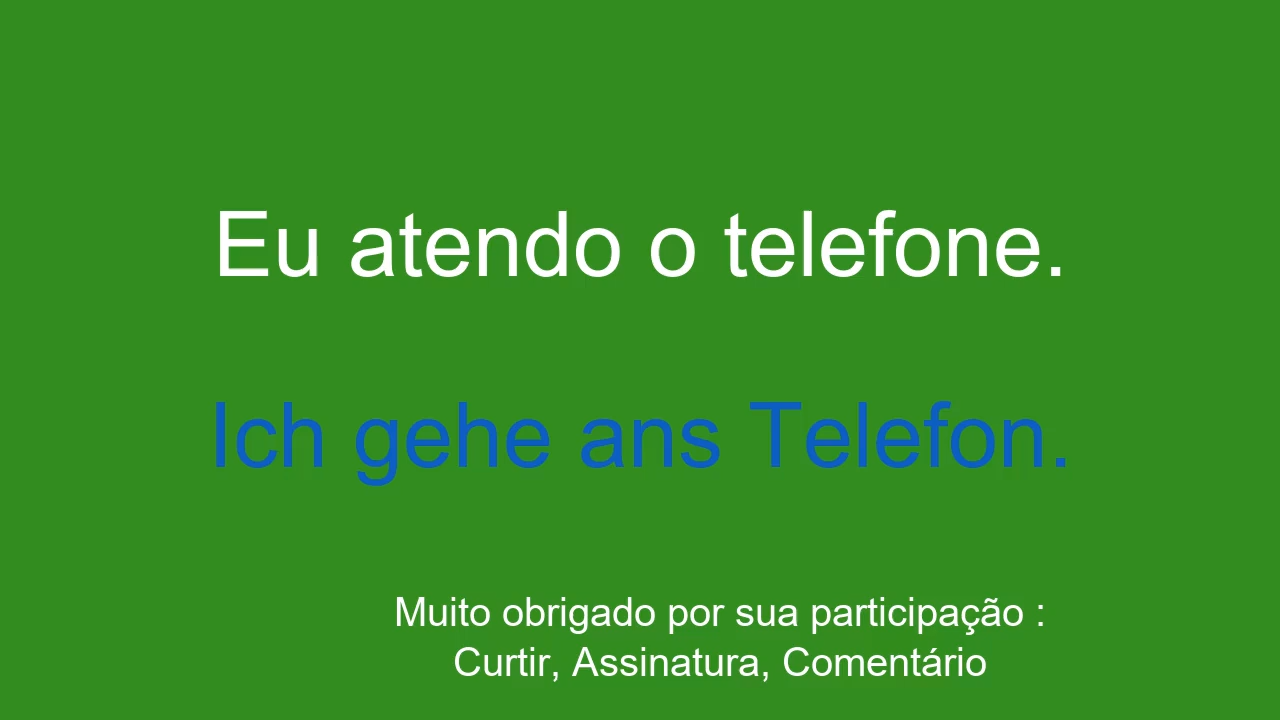 Eu atendo o telefone.
Ich gehe ans Telefon.
Muito obrigado por sua participação :
Curtir, Assinatura, Comentário